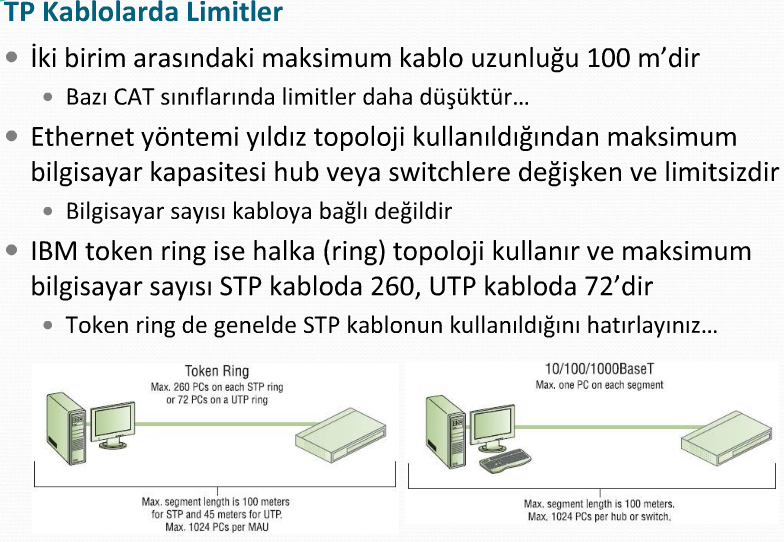 TP Kablolarda Limitler
İki birim arasındaki maksimum kablo uzunluğu 100 m’dir
Bazı CAT sınıflarında limitler daha düşüktür…
Ethernet yöntemi yıldız topoloji kullanıldığından maksimum
bilgisayar kapasitesi hub veya switchlere değişken ve limitsizdir
Bilgisayar sayısı kabloya bağlı değildir
IBM token ring ise halka (ring) topoloji kullanır ve maksimum
bilgisayar sayısı STP kabloda 260, UTP kabloda 72’dir
Token ring de genelde STP kablonun kullanıldığını hatırlayınız…
Token Ring
Max. 260 PCs on each STP ring
or 72 PCs on a UTP ring
Max. segment length is 100 meters
for STP and 45 meters for UTP.
Max. 1024 PCs per MAU
10/100/1000BaseT
Max. one PC on each segment
Max. segment length is 100 meters.
Max. 1024 PCs per hub or switch.